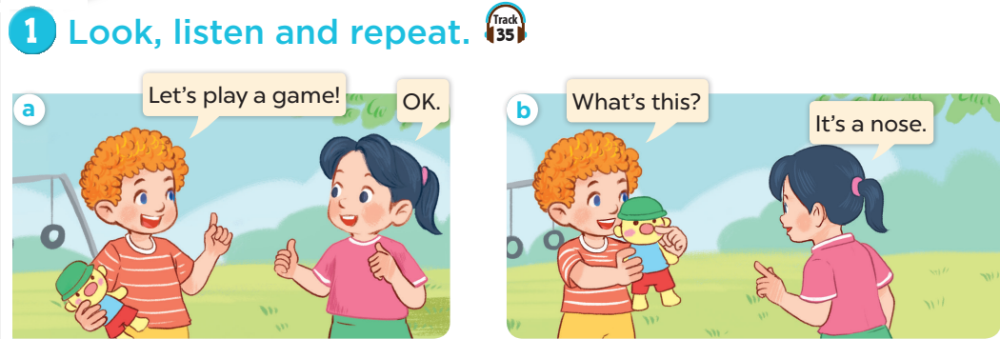 1 Look, listen and repeat. Track 35
a
Let's play a game!
OK.
b
What's this?
It's a nose.